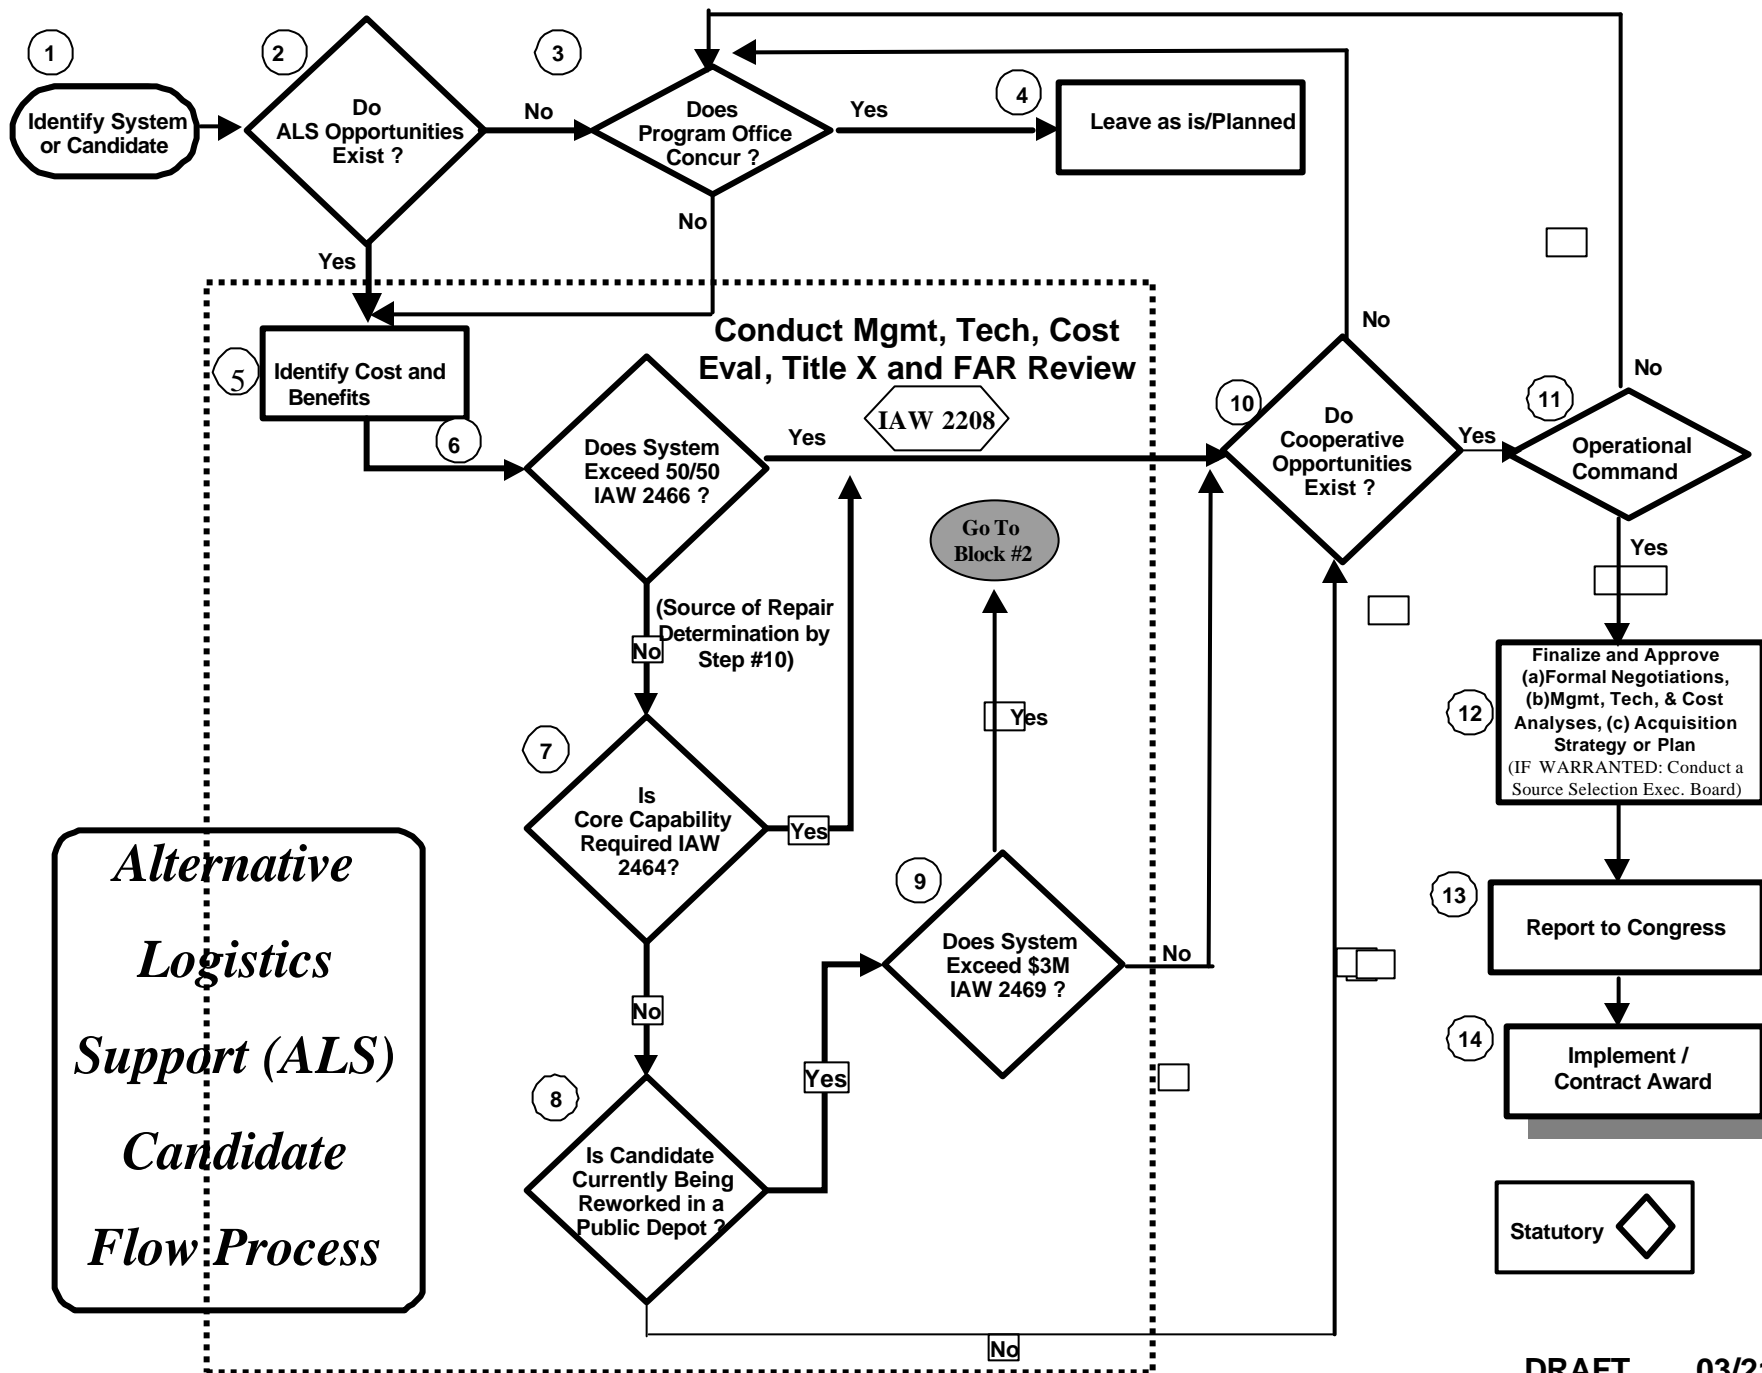 1
Identify System
or Candidate
2
Do
ALS Opportunities
Exist ?
No
Yes
3
Does
Program Office
Concur ?
Yes
No
4
Leave as is/Planned
Conduct Mgmt, Tech, Cost
Eval, Title X and FAR Review
5
Identify Cost and
Benefits
6
Does System
Exceed 50/50
IAW 2466 ?
Yes
IAW 2208
No
(Source of Repair
Determination by
Step #10)
Go To
Block #2
7
Is
Core Capability
Required IAW
2464?
Yes
No
8
Is Candidate
Currently Being
Reworked in a
Public Depot ?
Yes
No
9
Does System
Exceed $3M
IAW 2469 ?
Yes
No
10
Do
Cooperative
Opportunities
Exist ?
No
Yes
11
Operational
Command
No
Yes
12
Finalize and Approve
(a)Formal Negotiations,
(b)Mgmt, Tech, & Cost
Analyses, (c) Acquisition
Strategy or Plan
(IF WARRANTED: Conduct a
Source Selection Exec. Board)
13
Report to Congress
14
Implement /
Contract Award
Statutory
Alternative
Logistics
Support (ALS)
Candidate
Flow Process
DRAFT